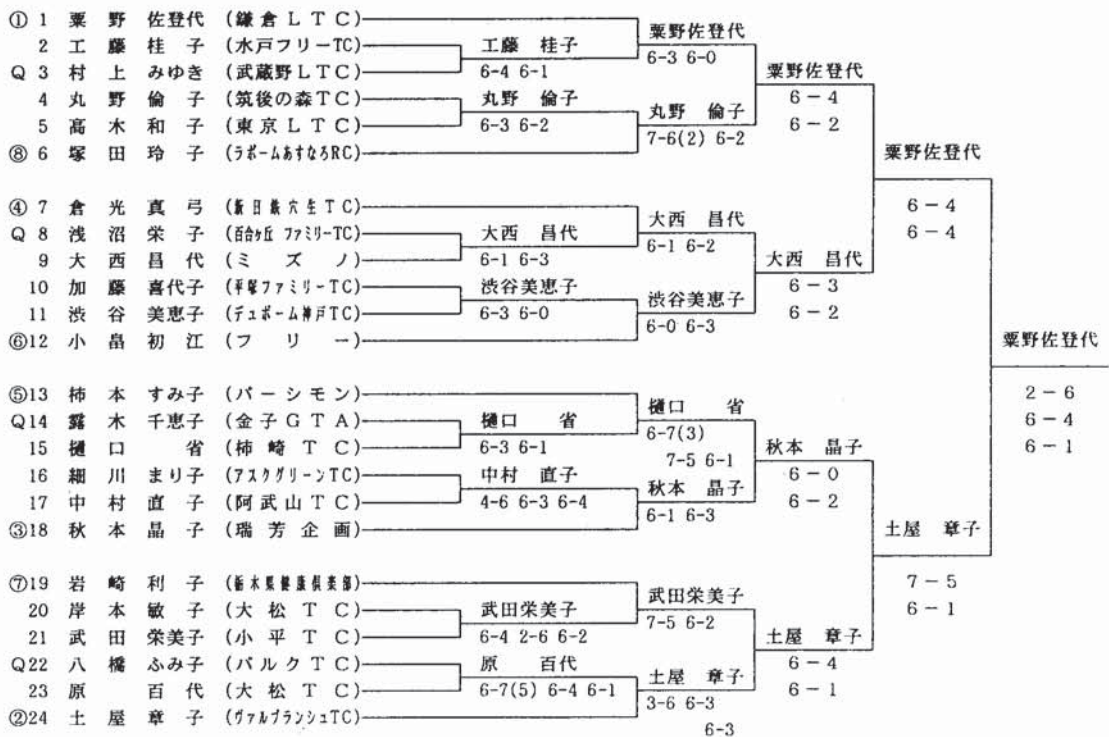 ① 1 粟野 佐登代 (鎌倉LTC)
2 工藤 桂子 (水戸フリーTC)
Q 3 村上 みゆき (武蔵野LTC)
4 丸野 倫子 (筑後の森TC)
5 髙木 和子 (東京LTC)
⑧ 6 塚田 玲子 (ラボームあすなろRC)
④ 7 倉光 真弓 (新日鉄穴生TC)
Q 8 浅沼 栄子 (百合ヶ丘 ファミリーTC)
9 大西 昌代 (ミズノ)
10 加藤 喜代子 (平塚ファミリーTC)
11 渋谷 美恵子 (デュポーム神戸TC)
⑥12 小畠 初江 (フリー)
⑤13 柿本 すみ子 (パーシモン)
Q14 露木 千恵子 (金子GTA)
15 樋口 省 (柿崎TC)
16 細川 まり子 (アスクグリーンTC)
17 中村 直子 (阿武山TC)
③18 秋本 晶子 (瑞芳企画)
⑦19 岩崎 利子 (栃木県健康倶楽部)
20 岸本 敏子 (大松TC)
21 武田 栄美子 (小平TC)
Q22 八橋 ふみ子 (パルクTC)
23 原 百代 (大松TC)
②24 土屋 章子 (ヴァルブランシュTC)
工藤 桂子
6-4 6-1
丸野 倫子
6-3 6-2
大西 昌代
6-1 6-3
渋谷美恵子
6-3 6-0
樋口 省
6-3 6-1
中村 直子
4-6 6-3 6-4
武田栄美子
6-4 2-6 6-2
原 百代
6-7(5) 6-4 6-1
粟野佐登代
6-3 6-0
丸野 倫子
7-6(2) 6-2
大西 昌代
6-1 6-2
渋谷美恵子
6-0 6-3
樋口 省
6-7(3)
7-5 6-1
秋本 晶子
6-1 6-3
武田栄美子
7-5 6-2
土屋 章子
3-6 6-3
6-3
粟野佐登代
6-4
6-2
大西 昌代
6-3
6-2
秋本 晶子
6-0
6-2
土屋 章子
6-4
6-1
粟野佐登代
6-4
6-4
土屋 章子
7-5
6-1
粟野佐登代
2-6
6-4
6-1